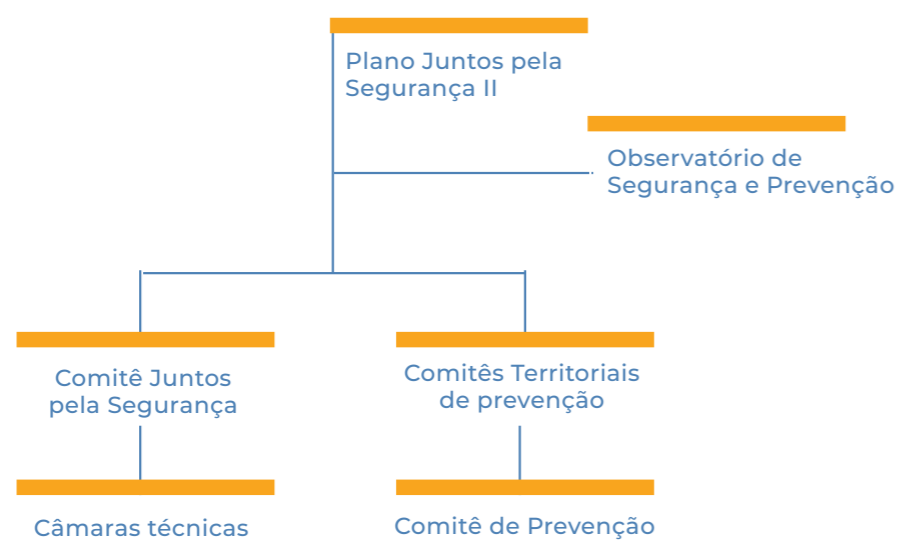 Plano Juntos pela
Segurança II
Observatório de
Segurança e Prevenção
Comitê Juntos
pela Segurança
Comitês Territoriais
de prevenção
Câmaras técnicas
Comitê de Prevenção